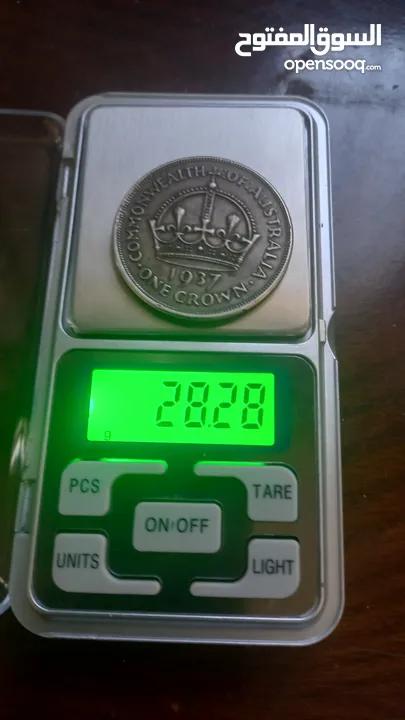 السوق المفتوح
opensooq.com
COMMONWEALTH · OF · AUSTRALIA
1937
· ONE CROWN ·
28.28
g
PCS
TARE
ON/OFF
UNITS
LIGHT